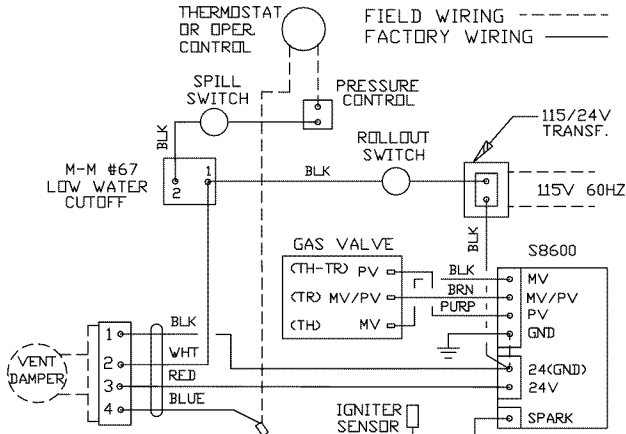 THERMOSTAT
OR OPER.
CONTROL
FIELD WIRING
FACTORY WIRING
SPILL
SWITCH
PRESSURE
CONTROL
115/24V
TRANSF.
BLK
ROLLOUT
SWITCH
M-M #67
LOW WATER
CUTOFF
2
1
BLK
115V 60HZ
BLK
GAS VALVE
S8600
(TH-TR) PV
BLK
MV
(TR) MV/PV
BRN
MV/PV
PURP
PV
(TH) MV
GND
1
BLK
VENT
DAMPER
2
WHT
24(GND)
3
RED
24V
4
BLUE
IGNITER
SENSOR
SPARK